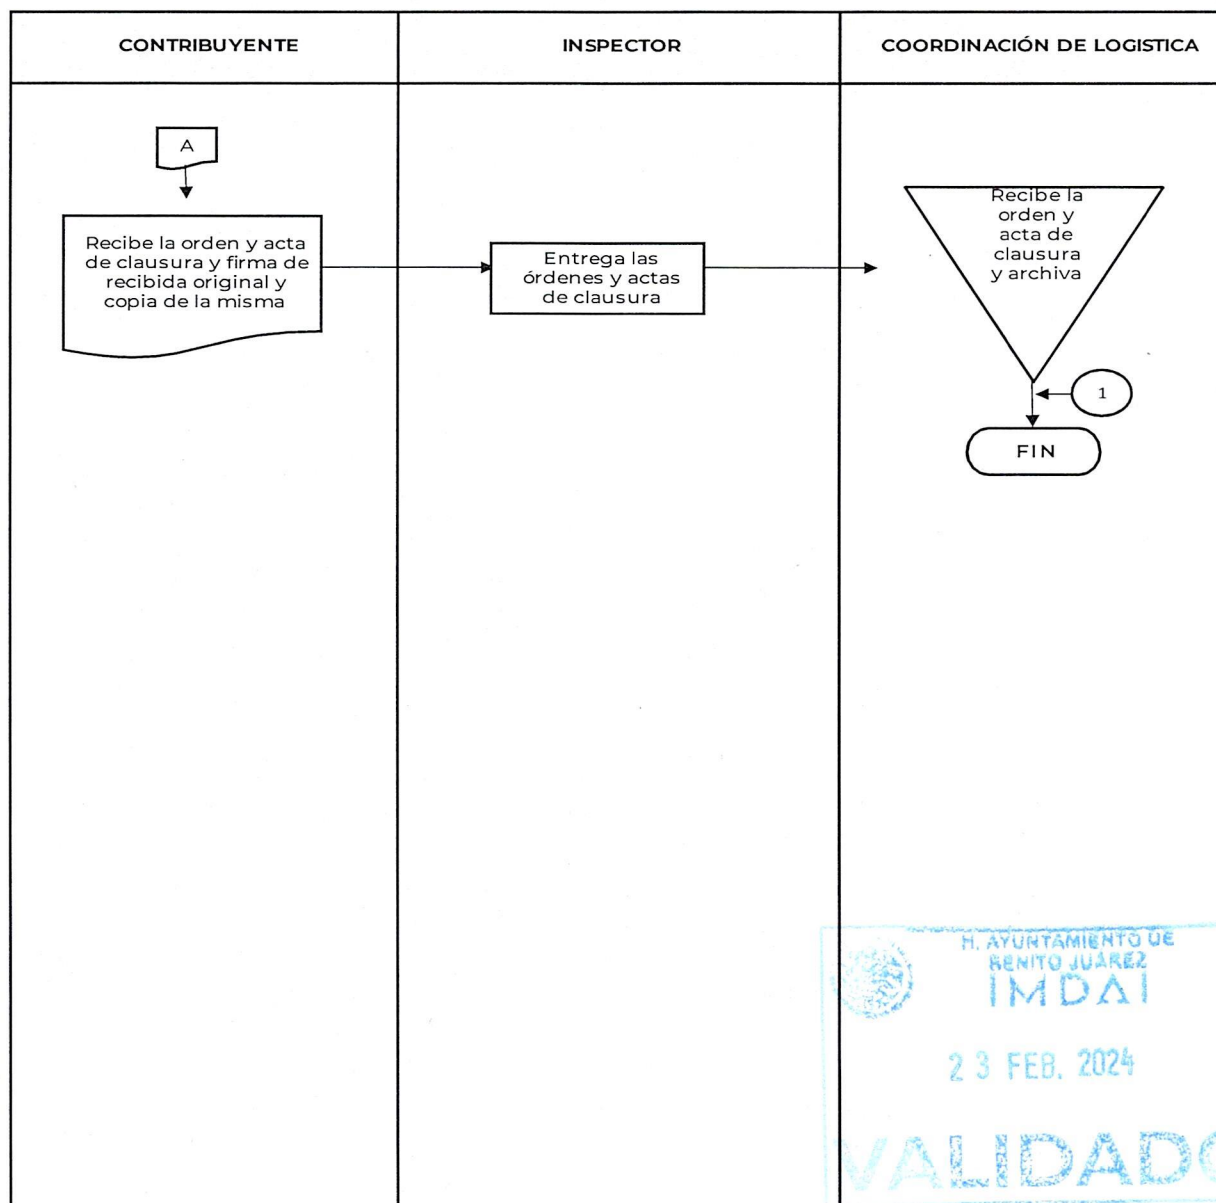 CONTRIBUYENTE
INSPECTOR
COORDINACIÓN DE LOGISTICA
A
Recibe la orden y acta
de clausura y firma de
recibida original y
copia de la misma
Entrega las
órdenes y actas
de clausura
Recibe la
orden y
acta de
clausura
y archiva
1
FIN
H. AYUNTAMIENTO DE
BENITO JUÁREZ
IMDAI
23 FEB. 2024
VALIDADO